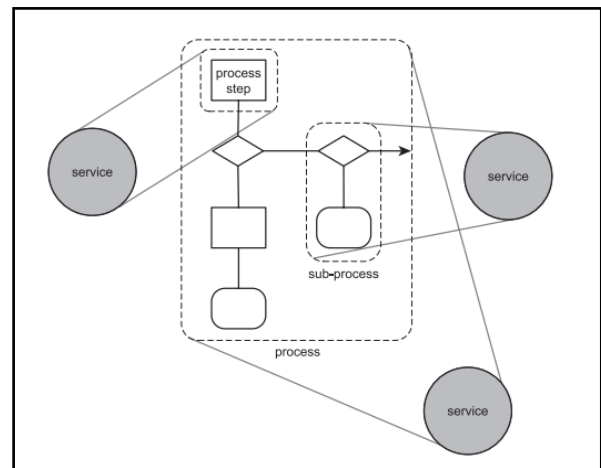 process
step
service
service
sub-process
process
service